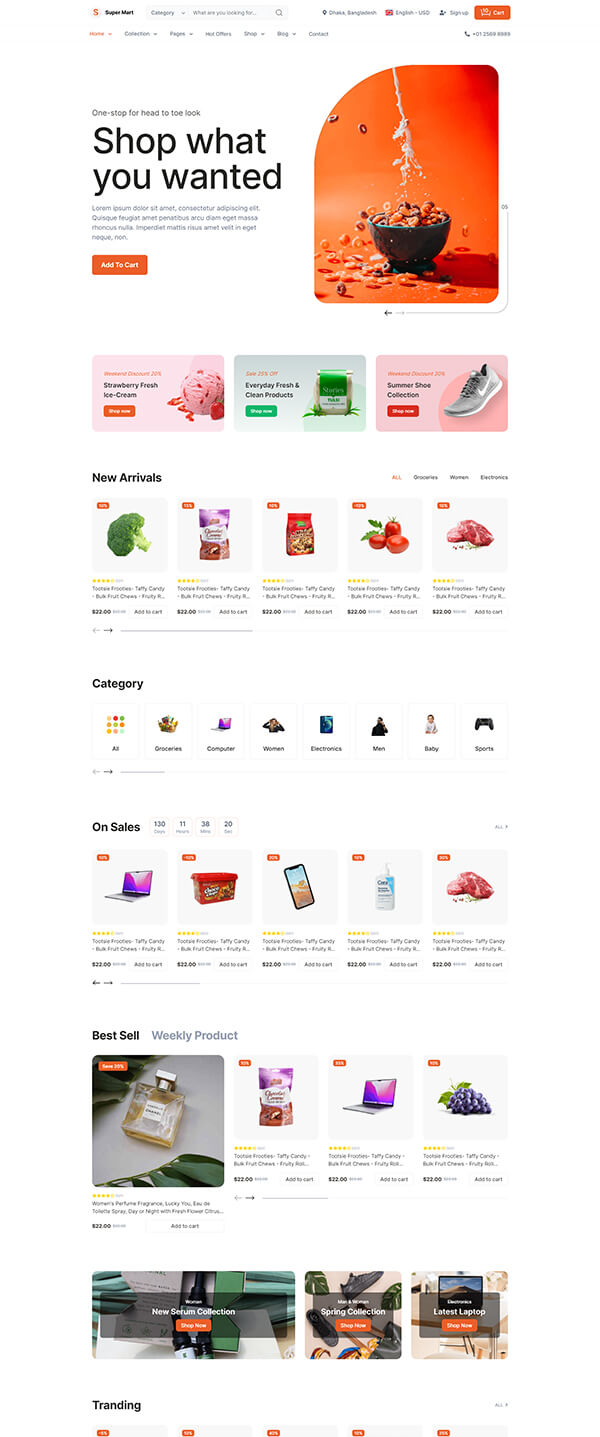 S Super Mart
Category
What are you looking for...
Dhaka, Bangladesh
English - USD
Sign up
10 Cart
Home
Collection
Pages
Hot Offers
Shop
Blog
Contact
+01 2569 8989
One-stop for head to toe look
Shop what
you wanted
Lorem ipsum dolor sit amet, consectetur adipiscing elit.
Quisque feugiat amet penatibus arcu diam eget massa
rhoncus nulla. Imperdiet mattis risus amet velit in eget
neque, non.
Add To Cart
05
Weekend Discount 20%
Strawberry Fresh
Ice-Cream
Shop now
Sale 25% Off
Everyday Fresh &
Clean Products
Shop now
Stories
Weekend Discount 20%
Summer Shoe
Collection
Shop now
New Arrivals
ALL
Groceries
Women
Electronics
10%
15%
10%
-10%
10%
Tootsie Frooties- Taffy Candy
- Bulk Fruit Chews - Fruity R...
$22.00
Add to cart
Tootsie Frooties- Taffy Candy
- Bulk Fruit Chews - Fruity R...
$22.00
Add to cart
Tootsie Frooties- Taffy Candy
- Bulk Fruit Chews - Fruity R...
$22.00
Add to cart
Tootsie Frooties- Taffy Candy
- Bulk Fruit Chews - Fruity R...
$22.00
Add to cart
Tootsie Frooties- Taffy Candy
- Bulk Fruit Chews - Fruity R...
$22.00
Add to cart
Category
All
Groceries
Computer
Women
Electronics
Men
Baby
Sports
On Sales
130
Days
11
Hours
38
Mins
20
Sec
ALL
10%
-10%
20%
10%
30%
Tootsie Frooties- Taffy Candy
- Bulk Fruit Chews - Fruity R...
$22.00
Add to cart
Tootsie Frooties- Taffy Candy
- Bulk Fruit Chews - Fruity R...
$22.00
Add to cart
Tootsie Frooties- Taffy Candy
- Bulk Fruit Chews - Fruity R...
$22.00
Add to cart
Tootsie Frooties- Taffy Candy
- Bulk Fruit Chews - Fruity R...
$22.00
Add to cart
Tootsie Frooties- Taffy Candy
- Bulk Fruit Chews - Fruity R...
$22.00
Add to cart
Best Sell
Weekly Product
Save 20%
CHANEL
Women's Perfume Fragrance, Lucky You, Eau de
Toilette Spray, Day or Night with Fresh Flower Citrus...
$22.00
Add to cart
10%
10%
Tootsie Frooties- Taffy Candy -
Bulk Fruit Chews - Fruity Roll...
$22.00
Add to cart
Tootsie Frooties- Taffy Candy -
Bulk Fruit Chews - Fruity Roll...
$22.00
Add to cart
Tootsie Frooties- Taffy Candy -
Bulk Fruit Chews - Fruity Roll...
$22.00
Add to cart
Woman
New Serum Collection
Shop Now
Man & Woman
Spring Collection
Shop Now
Electronics
Latest Laptop
Shop Now
Tranding
ALL